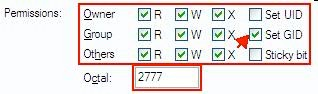 Permissions: Owner R W X Set UID
Group R W X Set GID
Others R W X Sticky bit
Octal: 2777